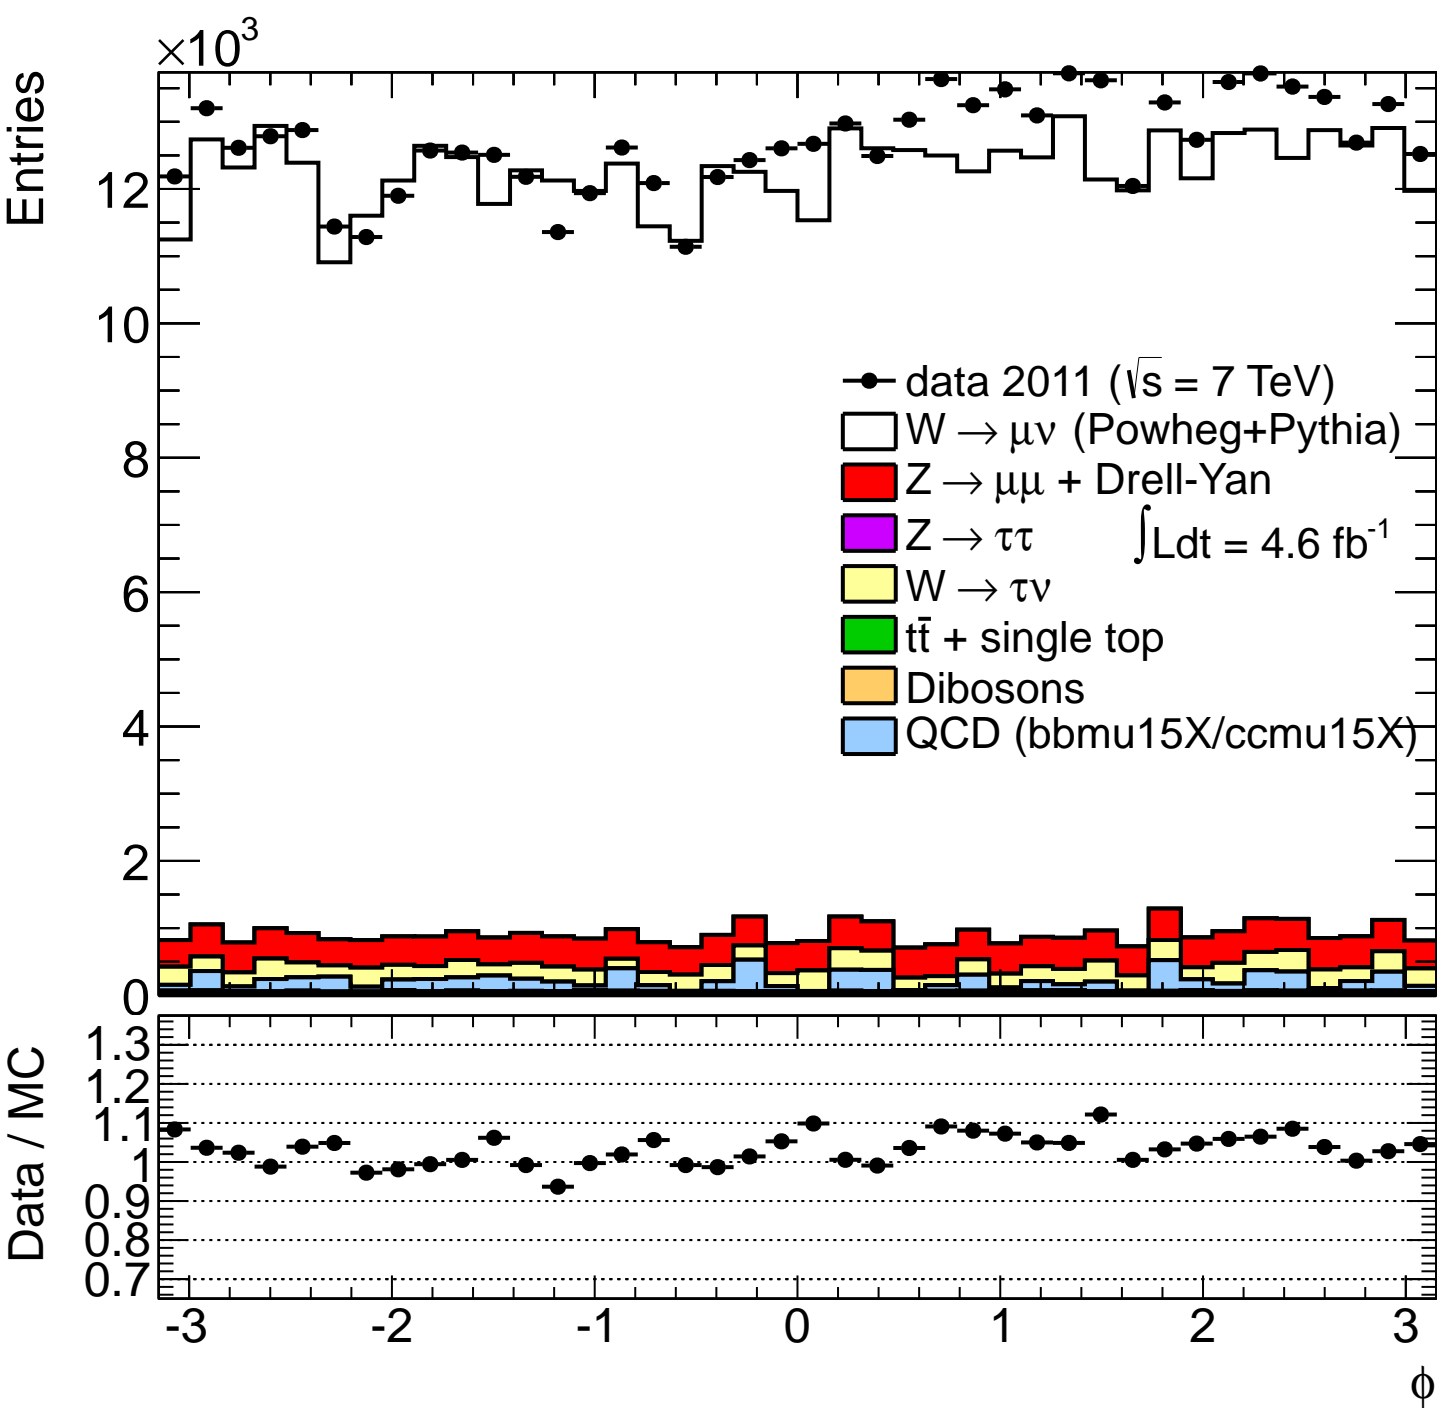 ×10³
Entries
12
10
8
6
4
2
0
data 2011 (√s = 7 TeV)
W → μν (Powheg+Pythia)
Z → μμ + Drell-Yan
Z → ττ
∫Ldt = 4.6 fb⁻¹
W → τν
tt̄ + single top
Dibosons
QCD (bbmu15X/ccmu15X)
Data / MC
1.3
1.2
1.1
1
0.9
0.8
0.7
-3 -2 -1 0 1 2 3
ϕ